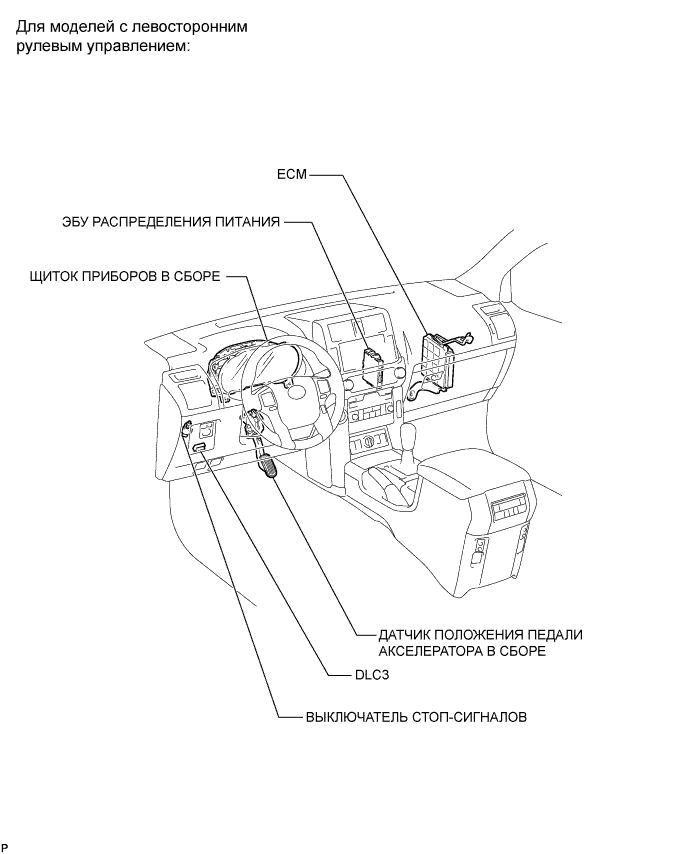 Для моделей с левосторонним
рулевым управлением:
ECM
ЭБУ РАСПРЕДЕЛЕНИЯ ПИТАНИЯ
ЩИТОК ПРИБОРОВ В СБОРЕ
ДАТЧИК ПОЛОЖЕНИЯ ПЕДАЛИ
АКСЕЛЕРАТОРА В СБОРЕ
DLC3
ВЫКЛЮЧАТЕЛЬ СТОП-СИГНАЛОВ
P